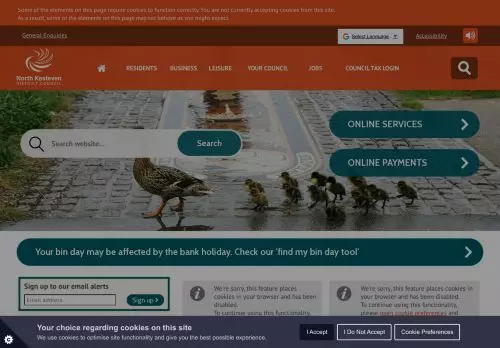 Some of the elements on this page require cookies to function correctly. You are not currently accepting cookies from this site.
As a result, some of the elements on this page may not behave as you might expect.
General Enquiries
Select Language ▼
Accessibility
North Kesteven
DISTRICT COUNCIL
RESIDENTS
BUSINESS
LEISURE
YOUR COUNCIL
JOBS
COUNCIL TAX LOGIN
ONLINE SERVICES
Search website...
Search
ONLINE PAYMENTS
Your bin day may be affected by the bank holiday. Check our 'find my bin day tool'
Sign up to our email alerts
Email address
Sign up
We're sorry, this feature places
cookies in your browser and has been
disabled.
To continue using this functionality,
We're sorry, this feature places
cookies in your browser and has been
disabled.
To continue using this functionality,
please open cookie preferences and
Your choice regarding cookies on this site
We use cookies to optimise site functionality and give you the best possible experience.
I Accept
I Do Not Accept
Cookie Preferences